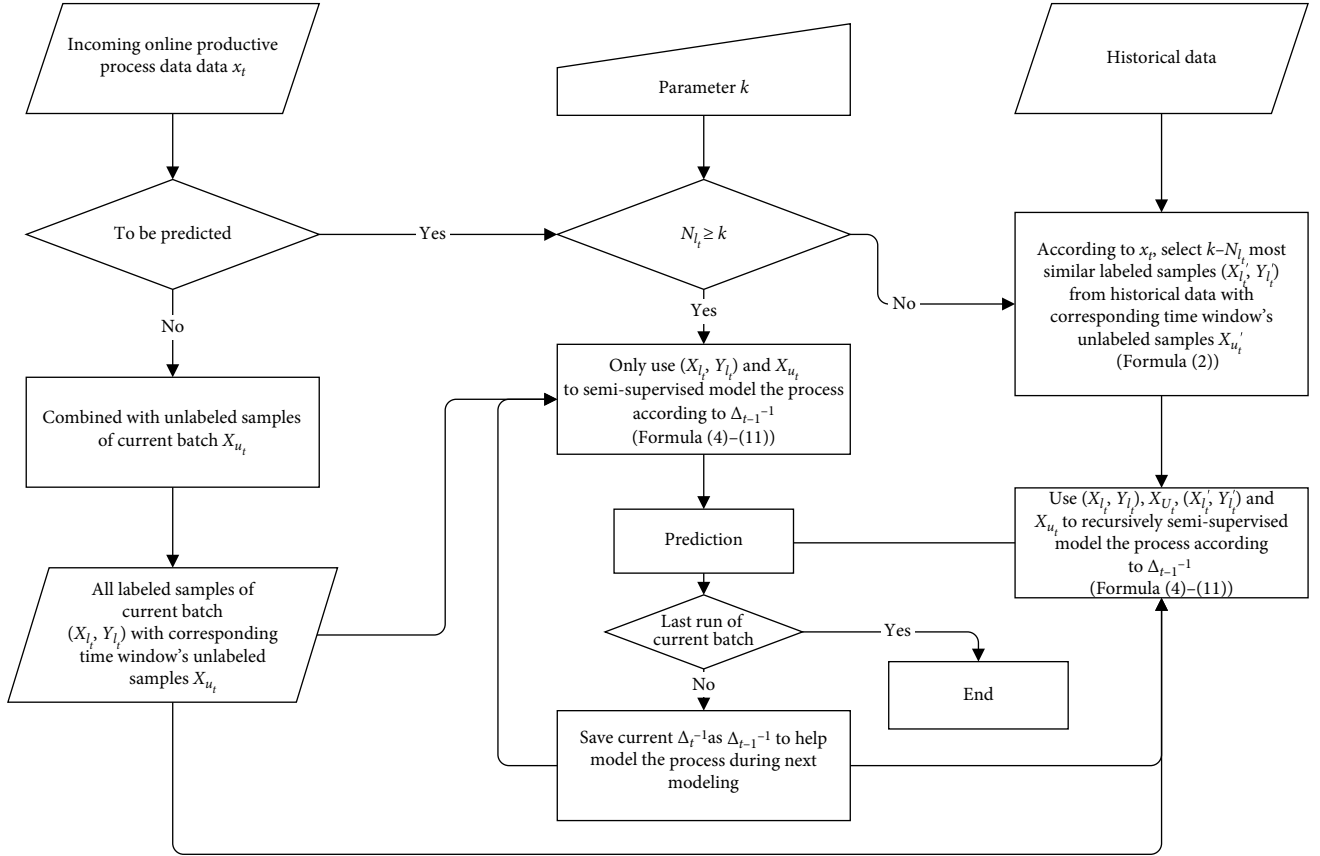 Incoming online productive
process data data x_t
Parameter k
Historical data
To be predicted
Yes
N_{l_t} ≥ k
No
According to x_t, select k–N_{l_t} most
similar labeled samples (X_{l_t}', Y_{l_t}')
from historical data with
corresponding time window's
unlabeled samples X_{u_t}'
(Formula (2))
No
Yes
Combined with unlabeled samples
of current batch X_{u_t}
Only use (X_{l_t}, Y_{l_t}) and X_{u_t}
to semi-supervised model the process
according to Δ_{t–1}^{–1}
(Formula (4)–(11))
Use (X_{l_t}, Y_{l_t}), X_{U_t}, (X_{l_t}', Y_{l_t}') and
X_{u_t} to recursively semi-supervised
model the process according
to Δ_{t–1}^{–1}
(Formula (4)–(11))
Prediction
All labeled samples of
current batch
(X_{l_t}, Y_{l_t}) with corresponding
time window's unlabeled
samples X_{u_t}
Last run of
current batch
Yes
End
No
Save current Δ_t^{–1}as Δ_{t–1}^{–1} to help
model the process during next
modeling